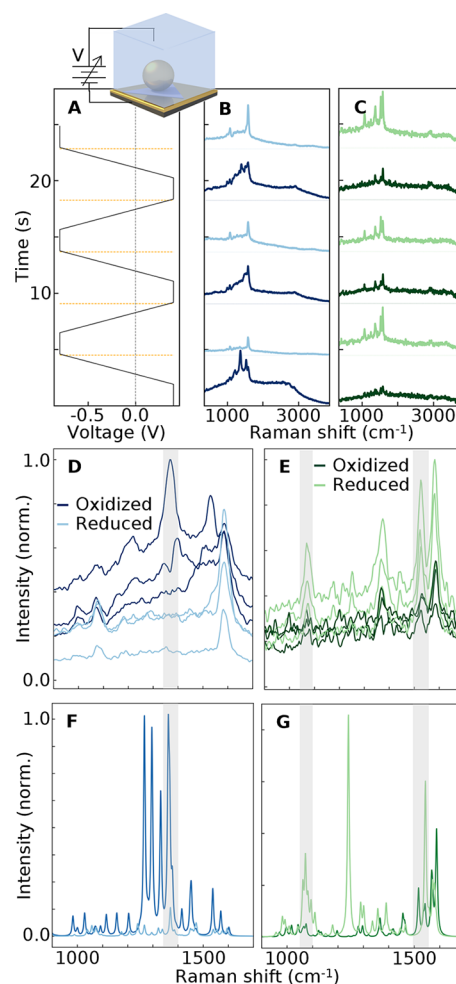 V
A
B
C
20
10
Time (s)
-0.5
0.0
Voltage (V)
1000
3000
1000
3000
Raman shift (cm-1)
D
E
1.0
0.0
Intensity (norm.)
Oxidized
Reduced
Oxidized
Reduced
F
G
1.0
0.0
Intensity (norm.)
1000
1500
1000
1500
Raman shift (cm-1)